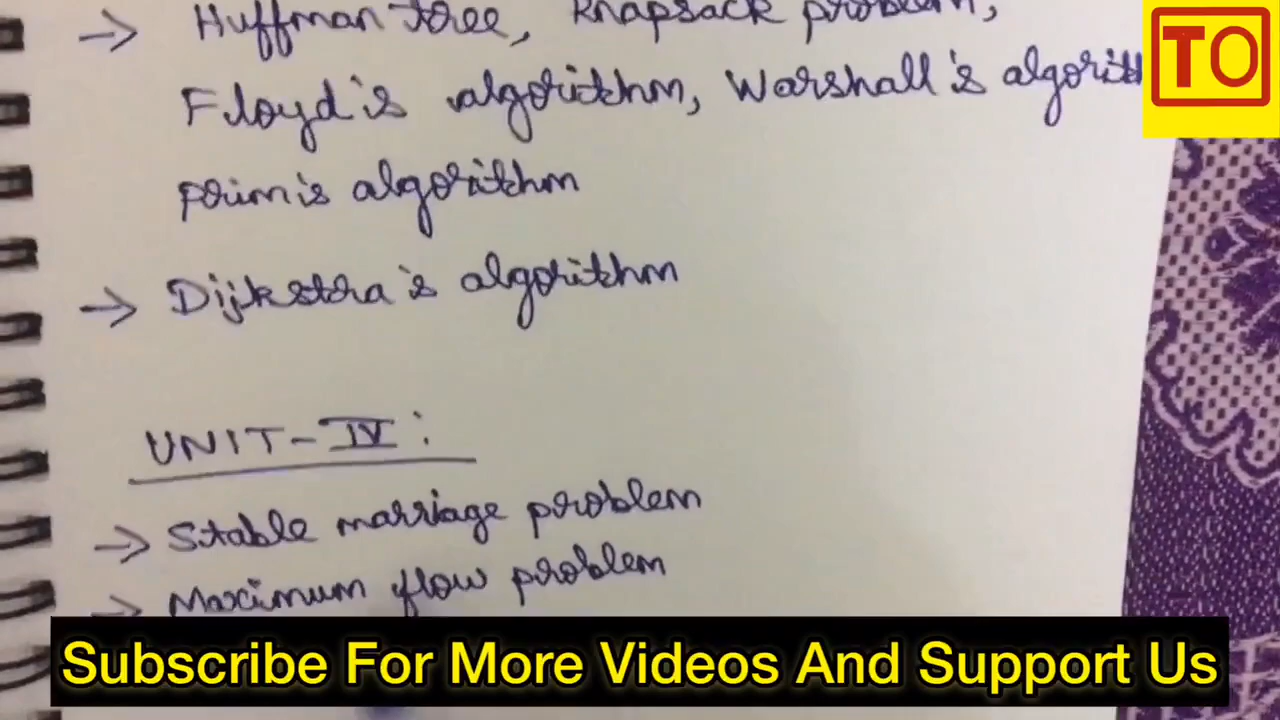 → Huffman tree, Knapsack problem,
TO
Floyd's algorithm, Warshall's algorith
prim's algorithm
→ Dijkstra's algorithm
UNIT-IV:
→ Stable marriage problem
→ Maximum flow problem
Subscribe For More Videos And Support Us